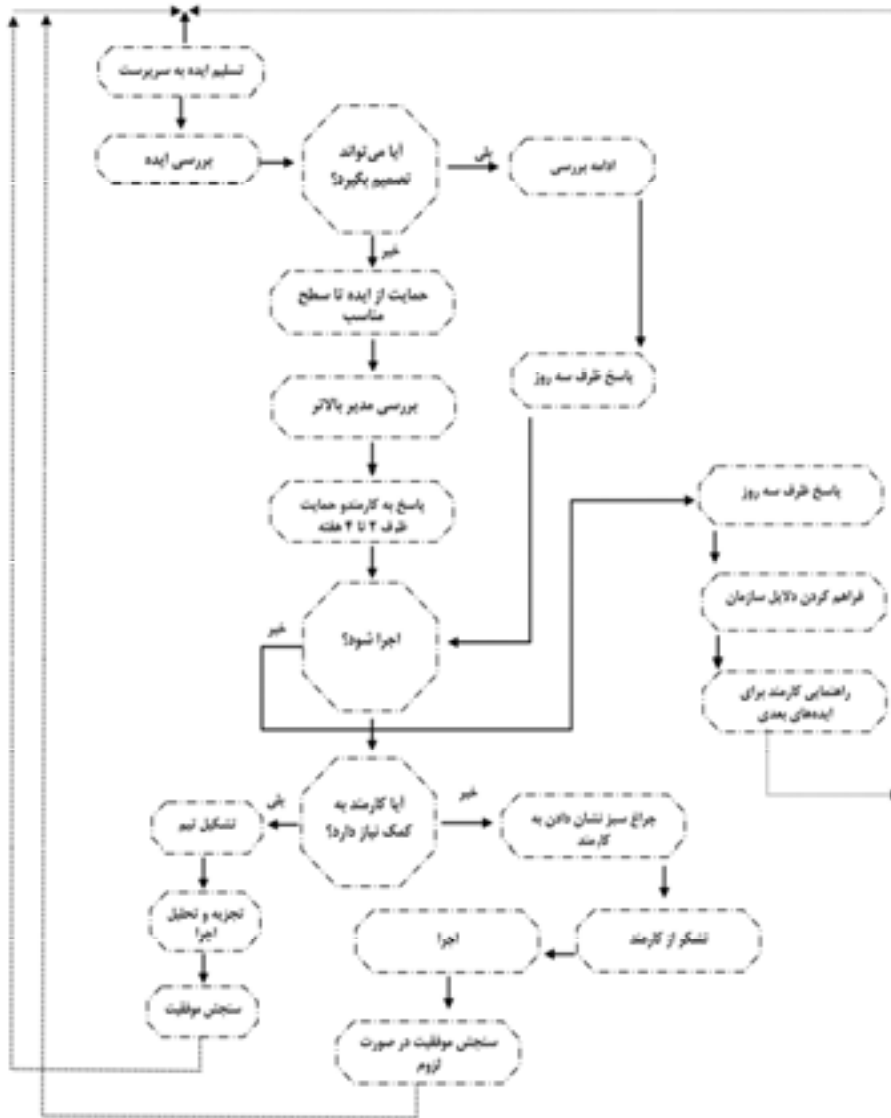 تسلیم ایده به سرپرست
بررسی ایده
آیا می‌تواند
تصمیم بگیرد؟
بلی
ادامه بررسی
خیر
حمایت از ایده تا سطح
مناسب
پاسخ ظرف سه روز
بررسی مدیر بالاتر
پاسخ به کارمندو حمایت
ظرف ۲ تا ۴ هفته
پاسخ ظرف سه روز
فراهم کردن دلایل سازمان
راهنمایی کارمند برای
ایده‌های بعدی
اجرا شود؟
خیر
آیا کارمند به
کمک نیاز دارد؟
بلی
خیر
تشکیل تیم
چراغ سبز نشان دادن به
کارمند
تجزیه و تحلیل
اجرا
تشکر از کارمند
اجرا
سنجش موفقیت
سنجش موفقیت در صورت
لزوم